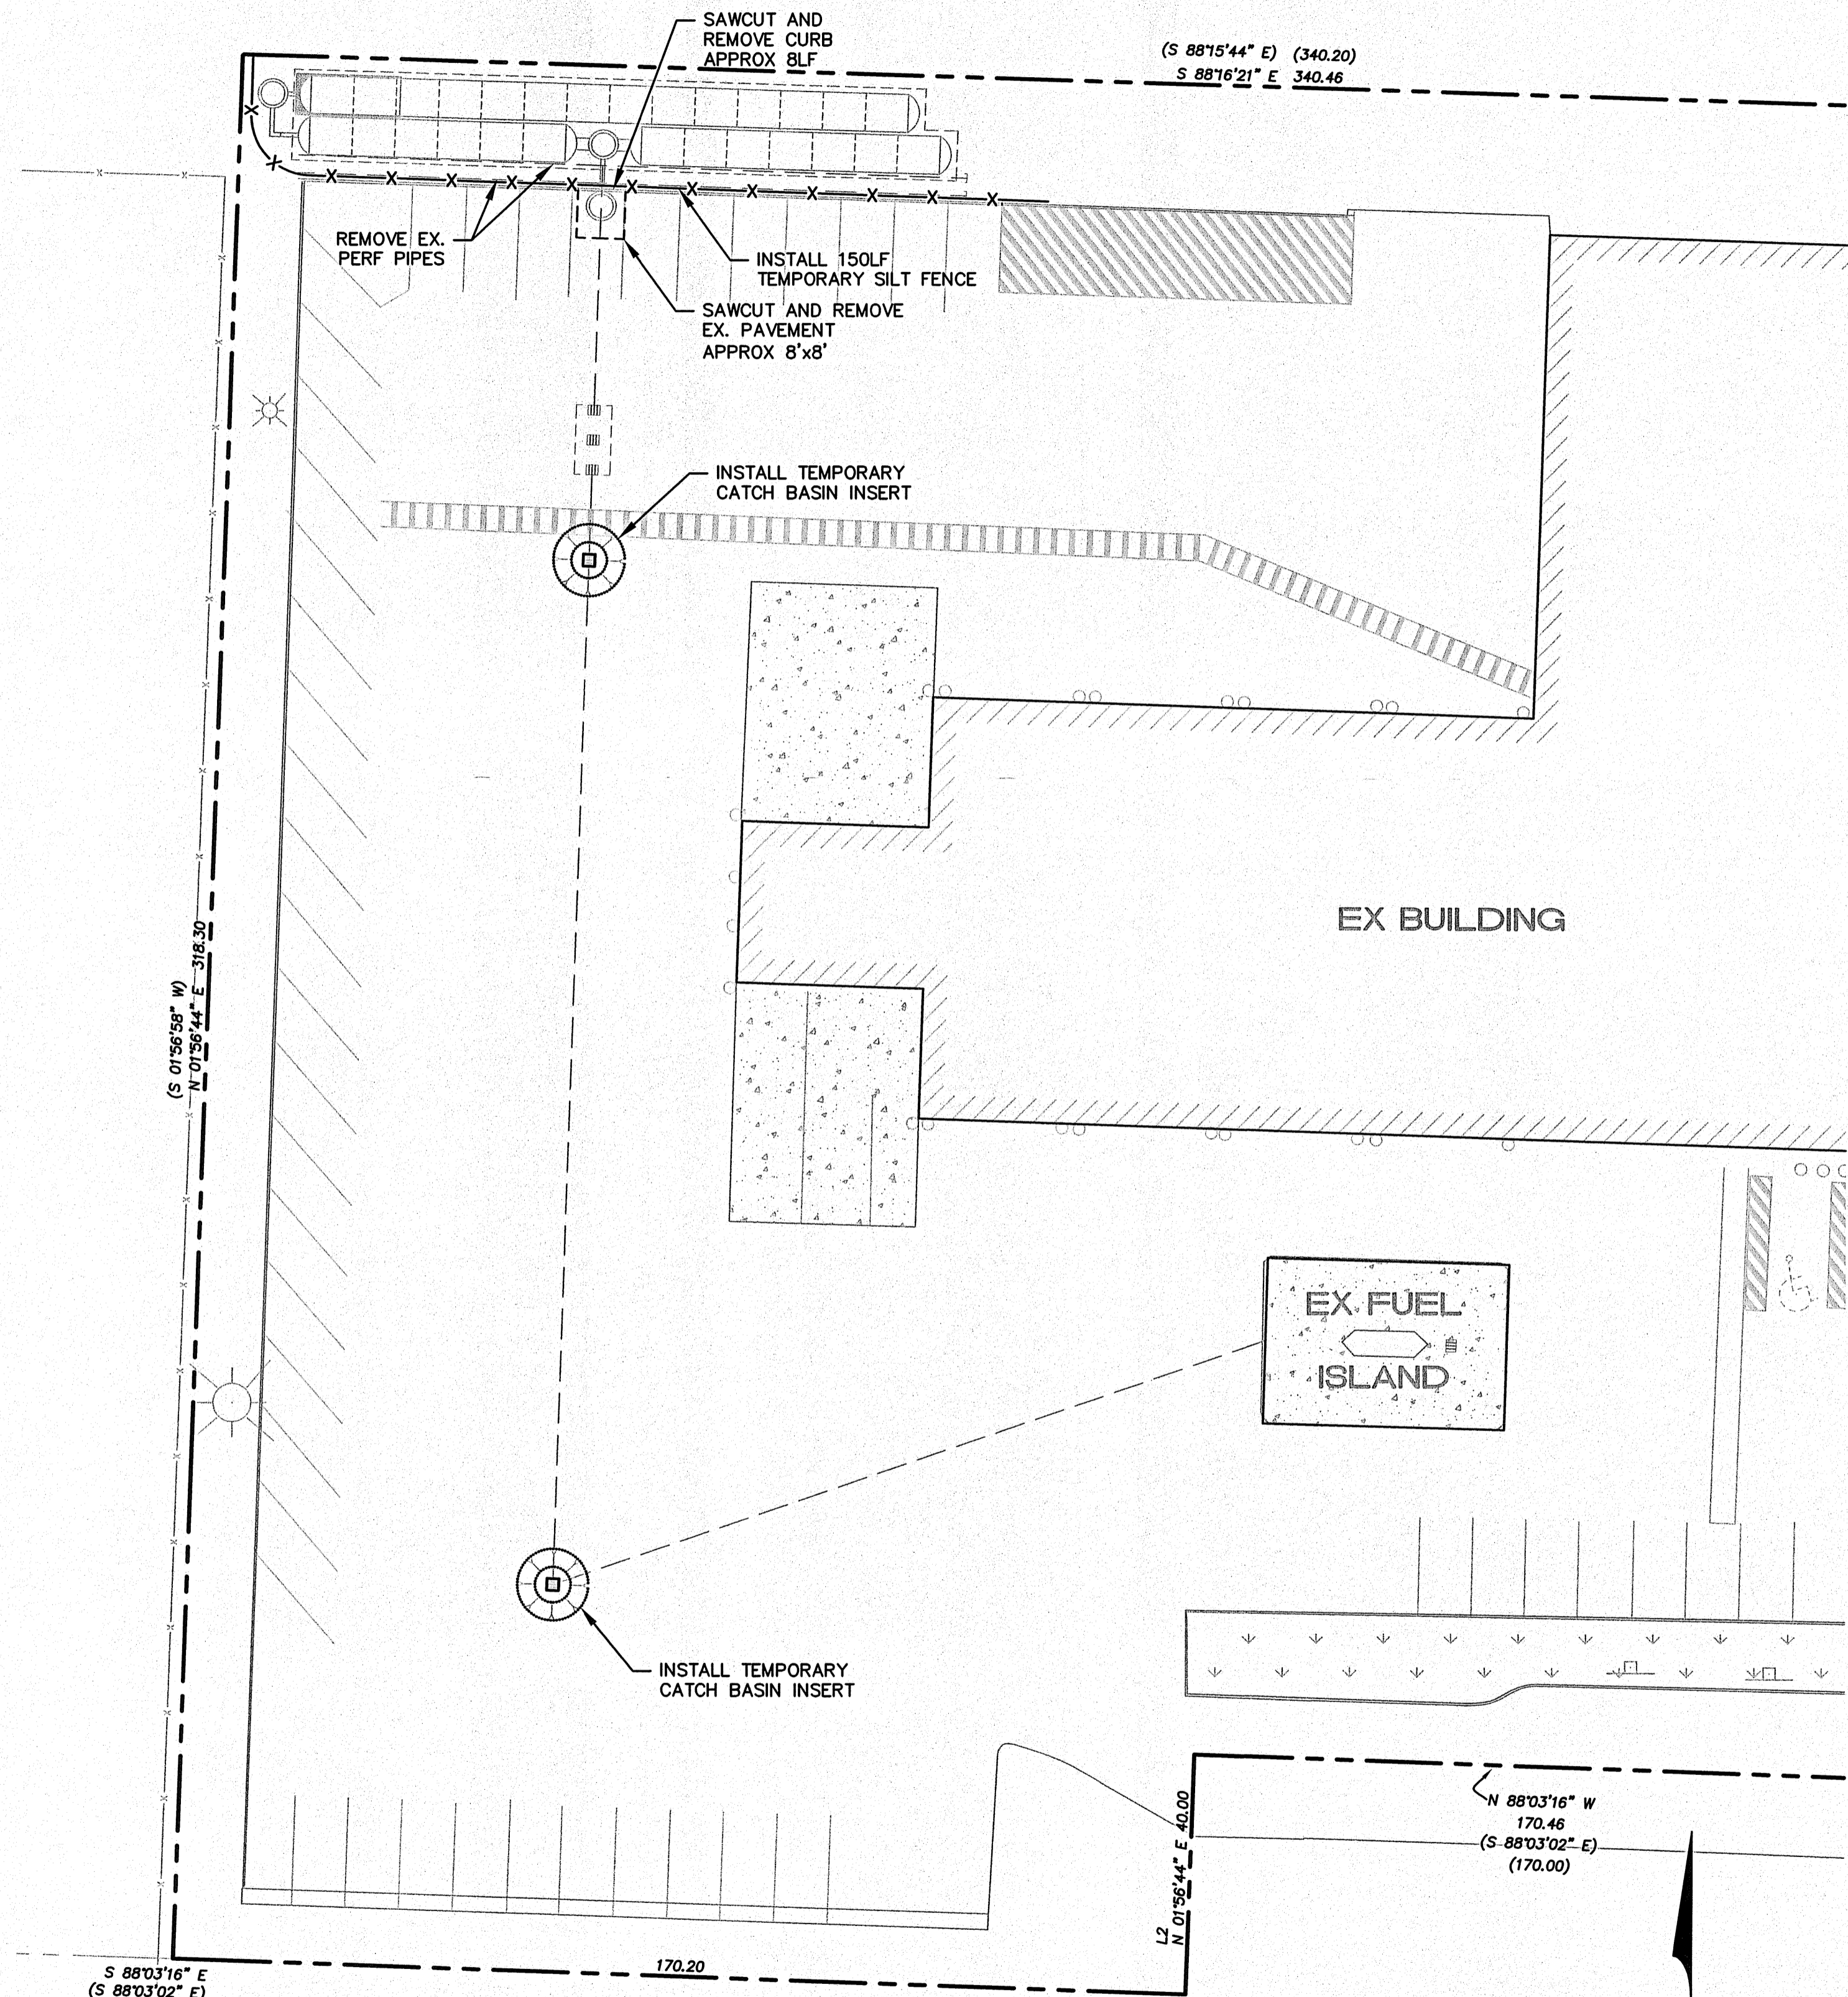 SAWCUT AND
REMOVE CURB
APPROX 8LF
(S 88°15'44" E) (340.20)
S 88°16'21" E 340.46
REMOVE EX.
PERF PIPES
INSTALL 150LF
TEMPORARY SILT FENCE
SAWCUT AND REMOVE
EX. PAVEMENT
APPROX 8'x8'
INSTALL TEMPORARY
CATCH BASIN INSERT
EX BUILDING
(S 01°56'58" W)
N 01°56'44" E 318.30
EX FUEL
ISLAND
INSTALL TEMPORARY
CATCH BASIN INSERT
N 88°03'16" W
170.46
(S 88°03'02" E)
(170.00)
L2
N 01°56'44" E 40.00
170.20
S 88°03'16" E
(S 88°03'02" E)